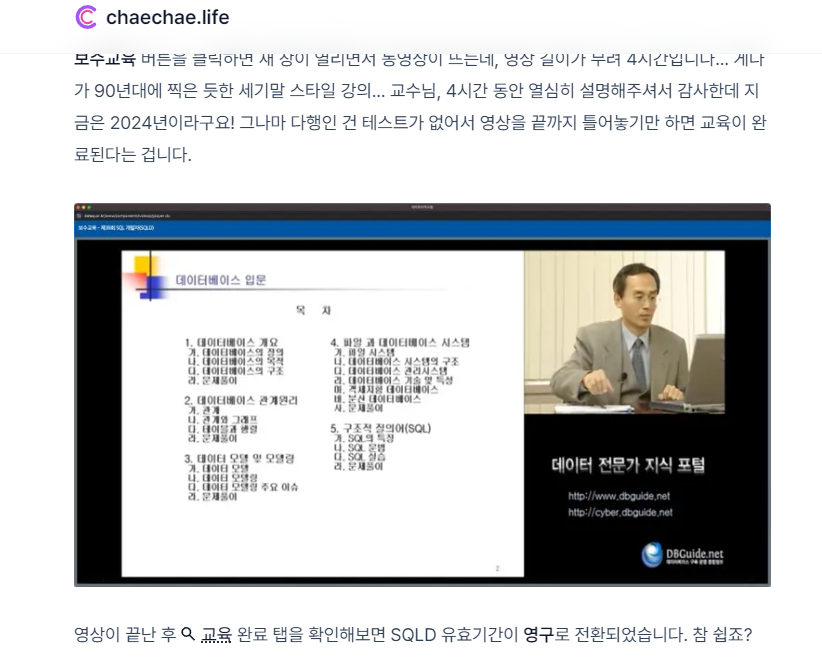 chaechae.life
보수교육 버튼을 클릭하면 새 창이 열리면서 동영상이 뜨는데, 영상 길이가 무려 4시간입니다... 게다
가 90년대에 찍은 듯한 세기말 스타일 강의... 교수님, 4시간 동안 열심히 설명해주셔서 감사한데 지
금은 2024년이라구요! 그나마 다행인 건 테스트가 없어서 영상을 끝까지 틀어놓기만 하면 교육이 완
료된다는 겁니다.
데이터베이스 입문
목 차
1. 데이터베이스 개요
가. 데이터베이스의 정의
나. 데이터베이스의 목적
다. 데이터베이스의 구조
라. 문제풀이
2. 데이터베이스 관계원리
가. 관계
나. 관계와 그래프
다. 테이블과 행렬
라. 문제풀이
3. 데이터 모델 및 모델링
가. 데이터 모델
나. 데이터 모델링
다. 데이터 모델링 주요 이슈
라. 문제풀이
4. 파일 과 데이터베이스 시스템
가. 파일 시스템
나. 데이터베이스 시스템의 구조
다. 데이터베이스 관리시스템
라. 데이터베이스 기술 및 특성
마. 객체지향 데이터베이스
바. 분산 데이터베이스
사. 문제풀이
5. 구조적 질의어(SQL)
가. SQL의 특징
나. SQL 문법
다. SQL 실습
라. 문제풀이
2
데이터 전문가 지식 포털
http://www.dbguide.net
http://cyber.dbguide.net
DBGuide.net
영상이 끝난 후 교육 완료 탭을 확인해보면 SQLD 유효기간이 영구로 전환되었습니다. 참 쉽죠?